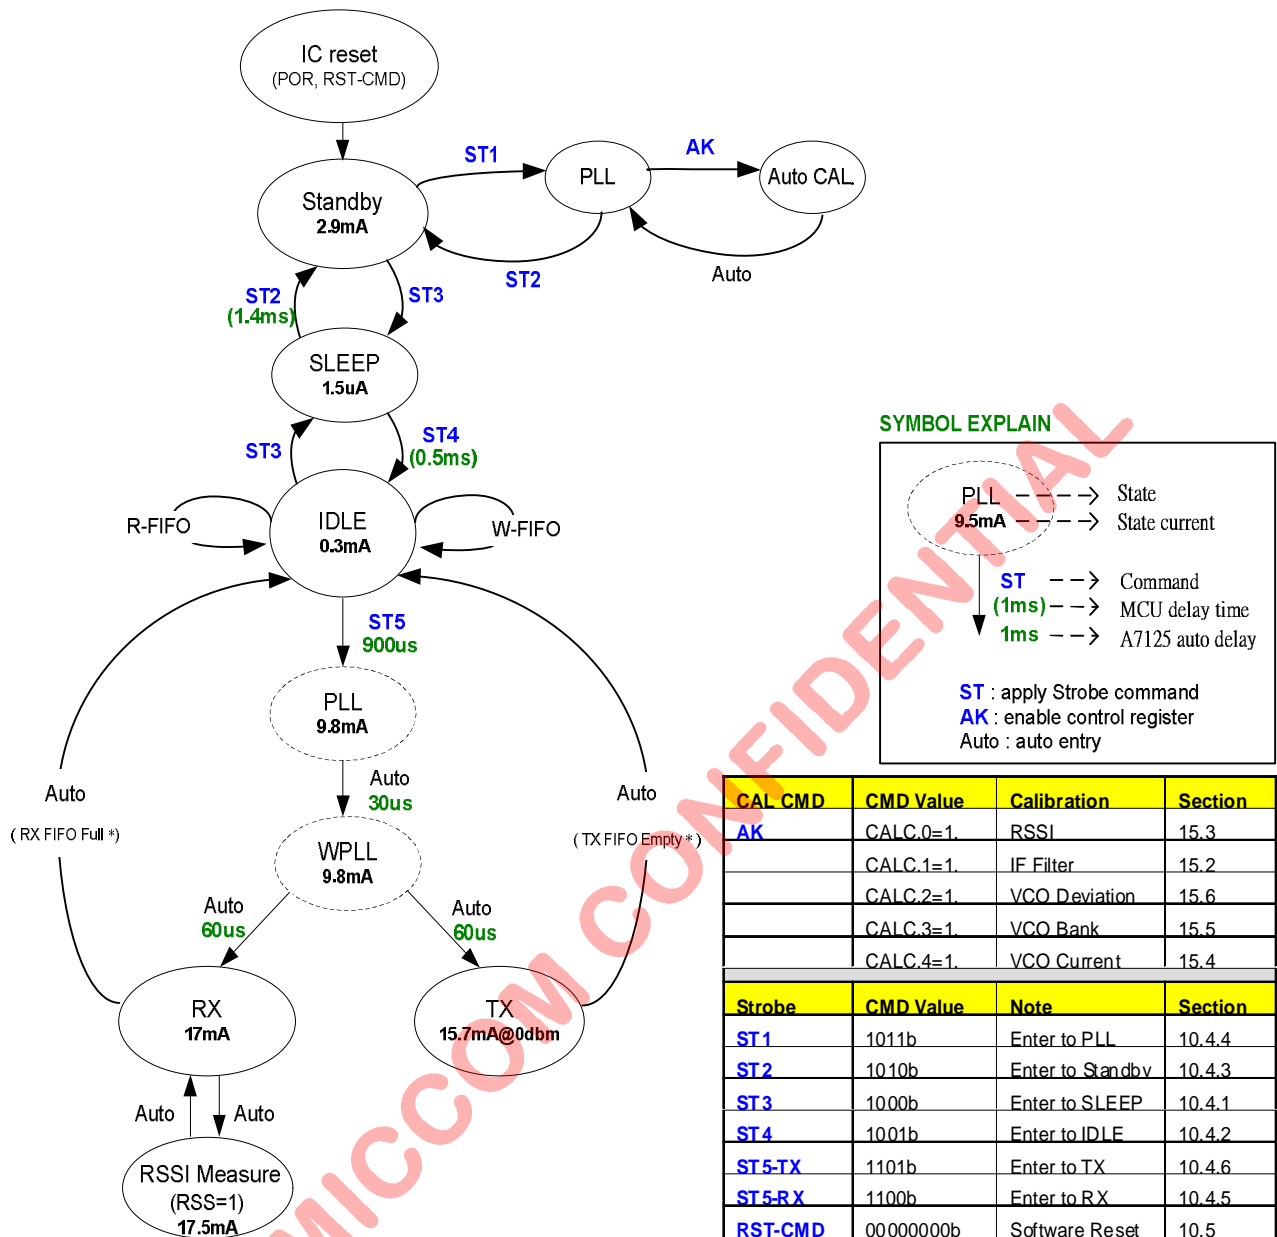 IC reset
(POR, RST-CMD)
ST1
PLL
AK
Auto CAL.
Standby
2.9mA
ST2
Auto
ST2
(1.4ms)
ST3
SLEEP
1.5uA
ST3
ST4
(0.5ms)
R-FIFO
IDLE
0.3mA
W-FIFO
ST5
900us
PLL
9.8mA
Auto
30us
Auto
( RX FIFO Full *)
Auto
( TX FIFO Empty * )
WPLL
9.8mA
Auto
60us
Auto
60us
RX
17mA
TX
15.7mA@0dbm
Auto
Auto
RSSI Measure
(RSS=1)
17.5mA
SYMBOL EXPLAIN
PLL
State
9.5mA
State current
ST
Command
(1ms)
MCU delay time
1ms
A7125 auto delay
ST : apply Strobe command
AK : enable control register
Auto : auto entry
CAL CMD CMD Value Calibration Section
AK CALC.0=1. RSSI 15.3
CALC.1=1. IF Filter 15.2
CALC.2=1. VCO Deviation 15.6
CALC.3=1. VCO Bank 15.5
CALC.4=1. VCO Current 15.4
Strobe CMD Value Note Section
ST1 1011b Enter to PLL 10.4.4
ST2 1010b Enter to Standby 10.4.3
ST3 1000b Enter to SLEEP 10.4.1
ST4 1001b Enter to IDLE 10.4.2
ST5-TX 1101b Enter to TX 10.4.6
ST5-RX 1100b Enter to RX 10.4.5
RST-CMD 00000000b Software Reset 10.5
MICCOM CONFIDENTIAL